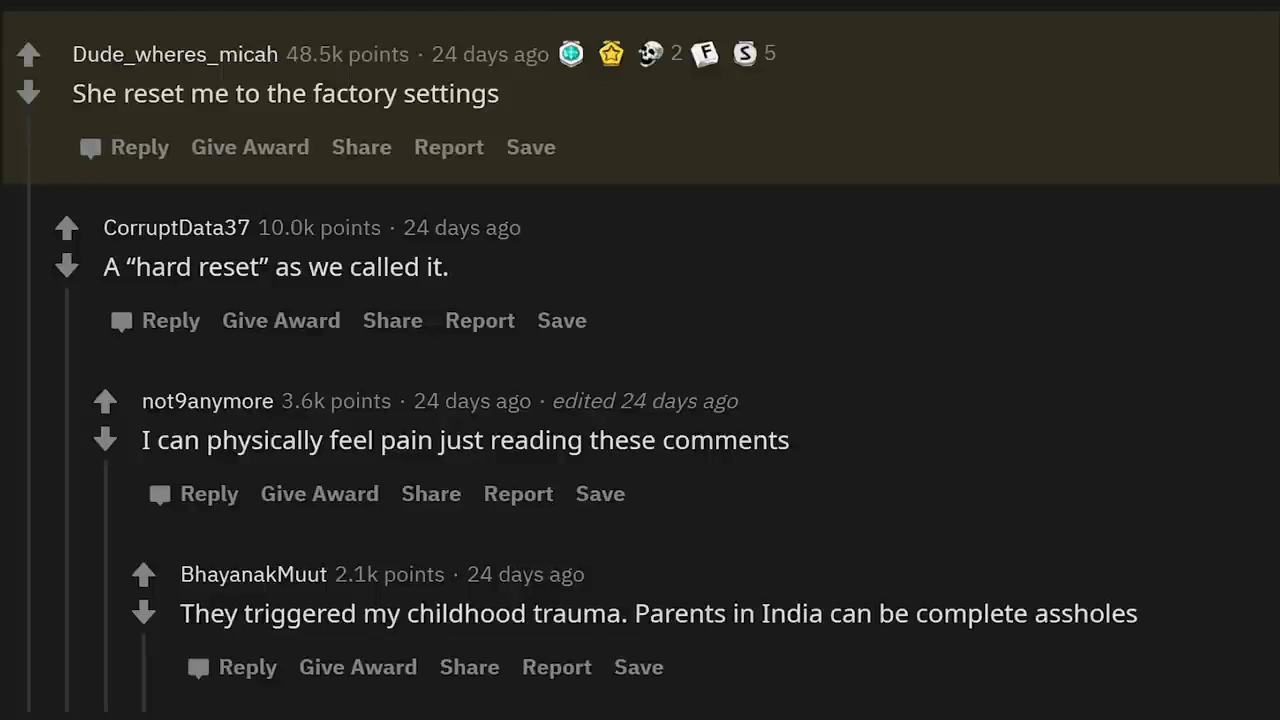 Dude_wheres_micah 48.5k points · 24 days ago 2 F S 5
She reset me to the factory settings
Reply Give Award Share Report Save
CorruptData37 10.0k points · 24 days ago
A “hard reset” as we called it.
Reply Give Award Share Report Save
not9anymore 3.6k points · 24 days ago · edited 24 days ago
I can physically feel pain just reading these comments
Reply Give Award Share Report Save
BhayanakMuut 2.1k points · 24 days ago
They triggered my childhood trauma. Parents in India can be complete assholes
Reply Give Award Share Report Save